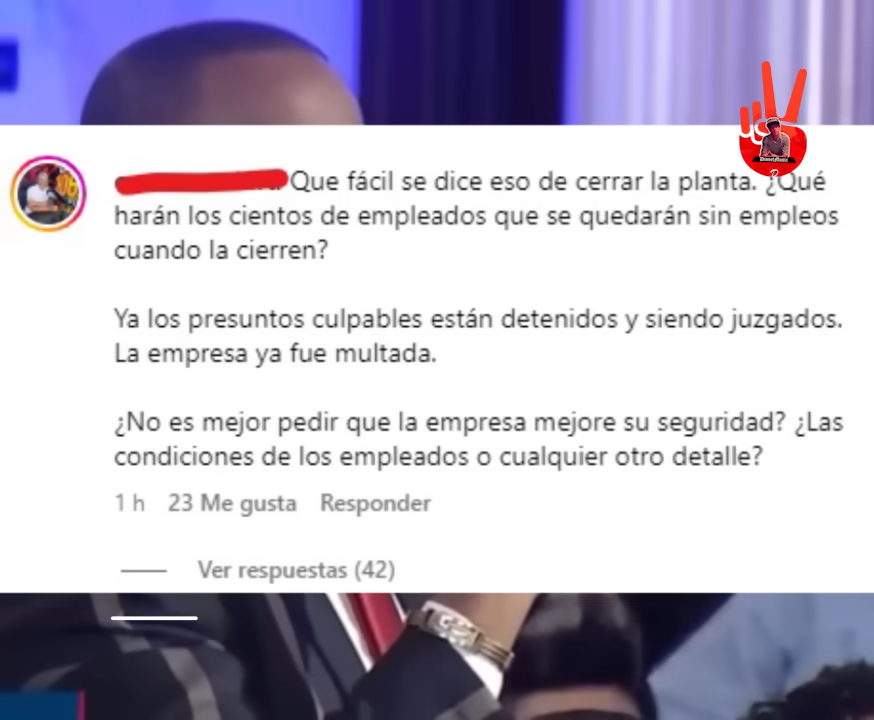 Que fácil se dice eso de cerrar la planta. ¿Qué
harán los cientos de empleados que se quedarán sin empleos
cuando la cierren?
Ya los presuntos culpables están detenidos y siendo juzgados.
La empresa ya fue multada.
¿No es mejor pedir que la empresa mejore su seguridad? ¿Las
condiciones de los empleados o cualquier otro detalle?
1 h 23 Me gusta Responder
Ver respuestas (42)